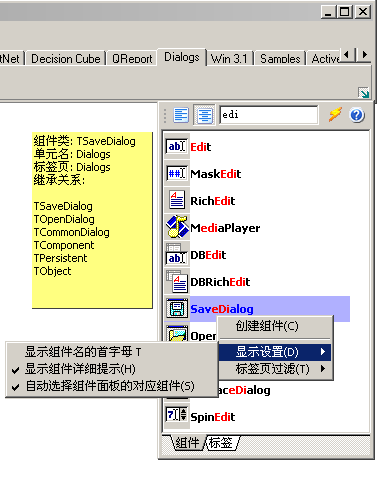 tNet Decision Cube QReport Dialogs Win 3.1 Samples Active
edi
组件类: TSaveDialog
单元名: Dialogs
标签页: Dialogs
继承关系:
TSaveDialog
TOpenDialog
TCommonDialog
TComponent
TPersistent
TObject
Edit
MaskEdit
RichEdit
MediaPlayer
DBEdit
DBRichEdit
SaveDialog
Open
创建组件(C)
显示设置(D)
标签页过滤(T)
显示组件名的首字母 T
显示组件详细提示(H)
自动选择组件面板的对应组件(S)
aceDialog
SpinEdit
组件 标签